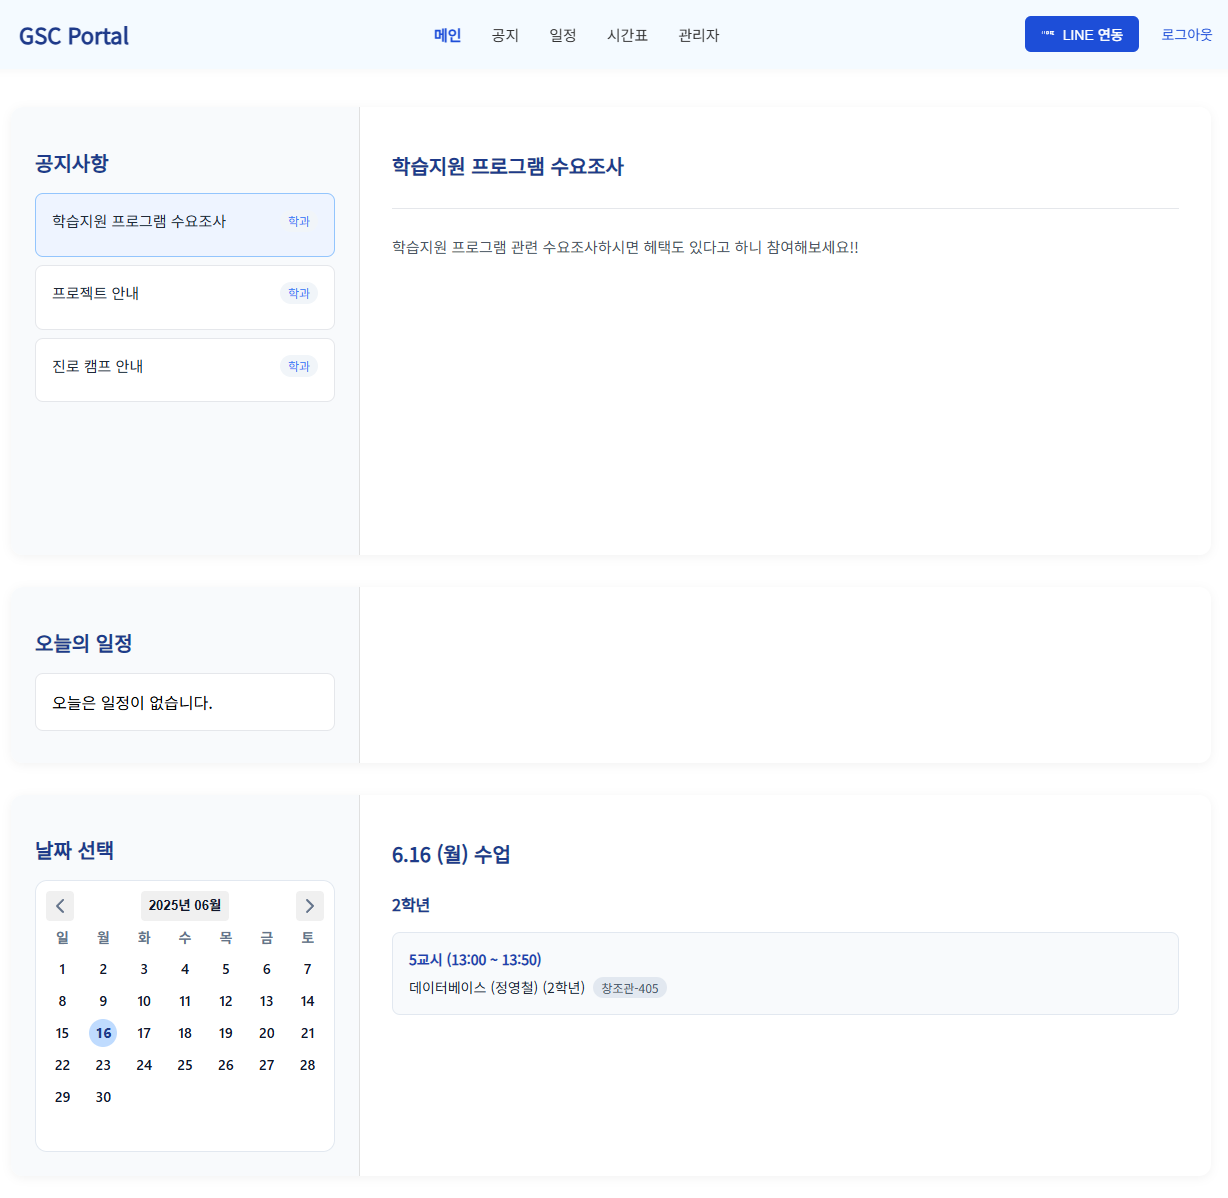 GSC Portal
메인 공지 일정 시간표 관리자
LINE 연동 로그아웃
공지사항
학습지원 프로그램 수요조사 학과
프로젝트 안내 학과
진로 캠프 안내 학과
학습지원 프로그램 수요조사
학습지원 프로그램 관련 수요조사하시면 헤택도 있다고 하니 참여해보세요!!
오늘의 일정
오늘은 일정이 없습니다.
날짜 선택
2025년 06월
일 월 화 수 목 금 토
1 2 3 4 5 6 7
8 9 10 11 12 13 14
15 16 17 18 19 20 21
22 23 24 25 26 27 28
29 30
6.16 (월) 수업
2학년
5교시 (13:00 ~ 13:50)
데이터베이스 (정영철) (2학년) 창조관-405